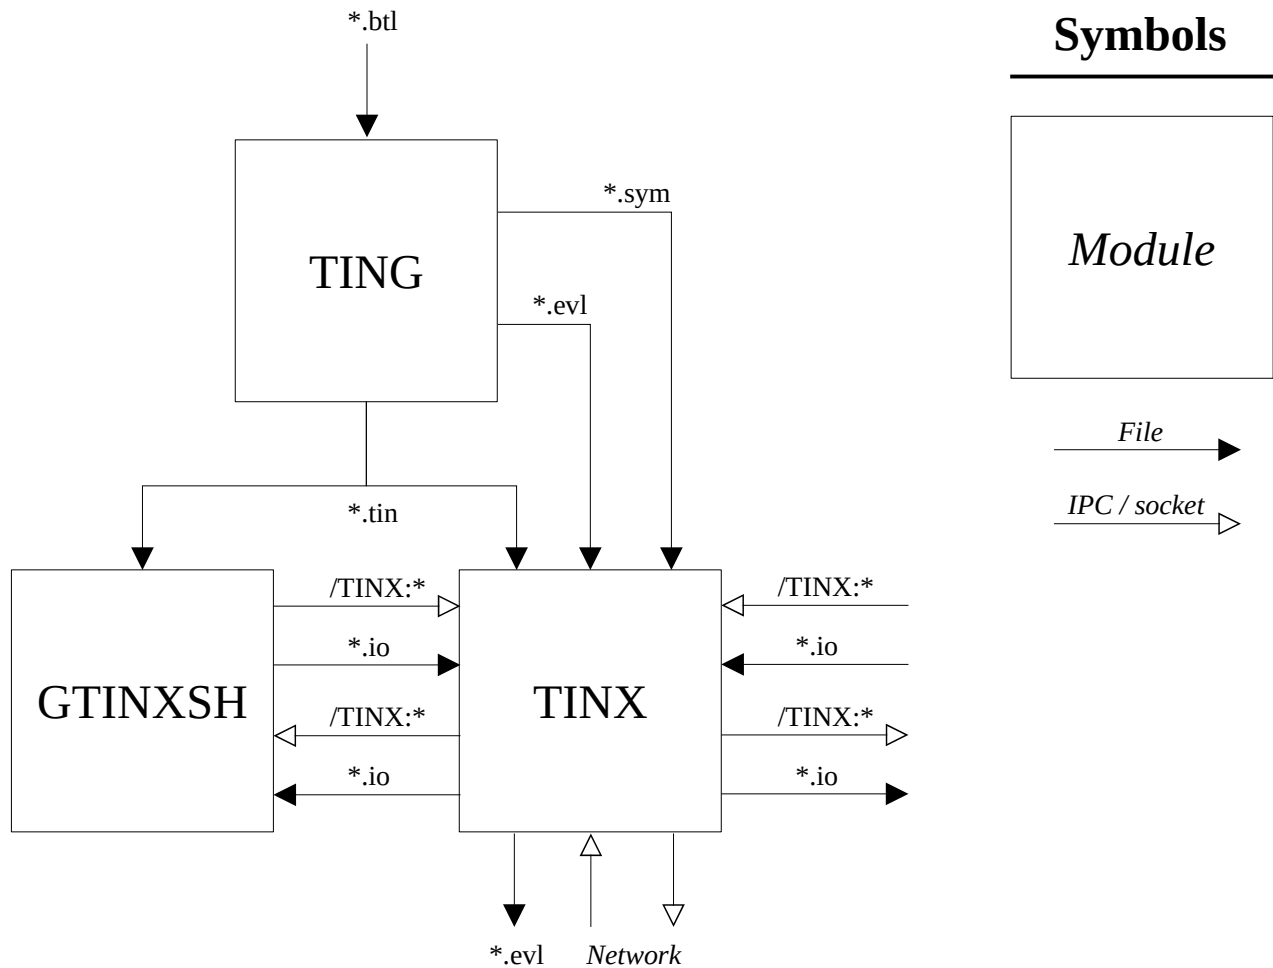 *.btl
Symbols
*.sym
TING
Module
*.evl
File
*.tin
IPC / socket
/TINX:*
/TINX:*
*.io
*.io
GTINXSH
TINX
/TINX:*
/TINX:*
*.io
*.io
*.evl
Network